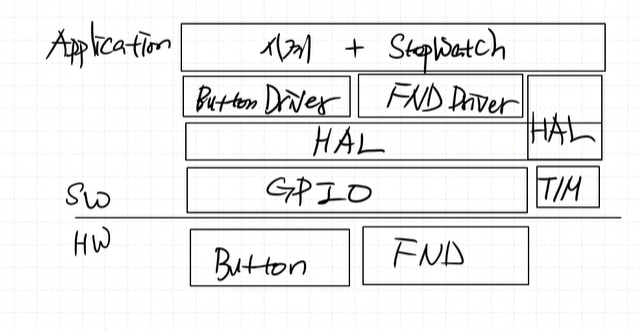 Application 시계 + StopWatch
Button Driver FND Driver
HAL HAL
SW GPIO TIM
HW Button FND